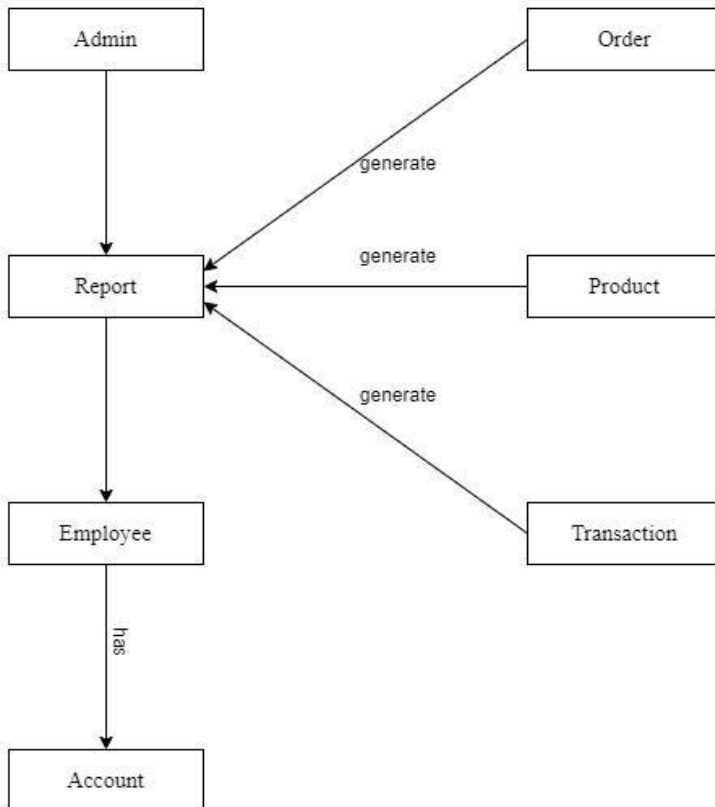 Admin
Order
generate
generate
Report
Product
generate
Employee
Transaction
has
Account